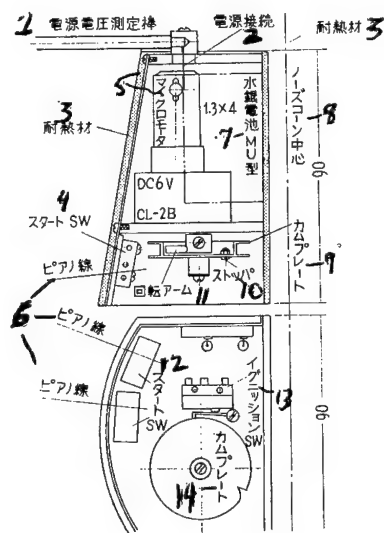 1 電源電圧測定棒
電源接続
2
耐熱材 3
5
マイクロモータ
1.3×4
7
水銀電池MU型
ノーズコーン中心
8
90
3
耐熱材
DC6V
CL-2B
4
スタートSW
カムプレート
9
ピアノ線
回転アーム
11
ストッパ
10
6
ピアノ線
12
スタート
SW
イグニッションSW
13
ピアノ線
カムプレート
14
90